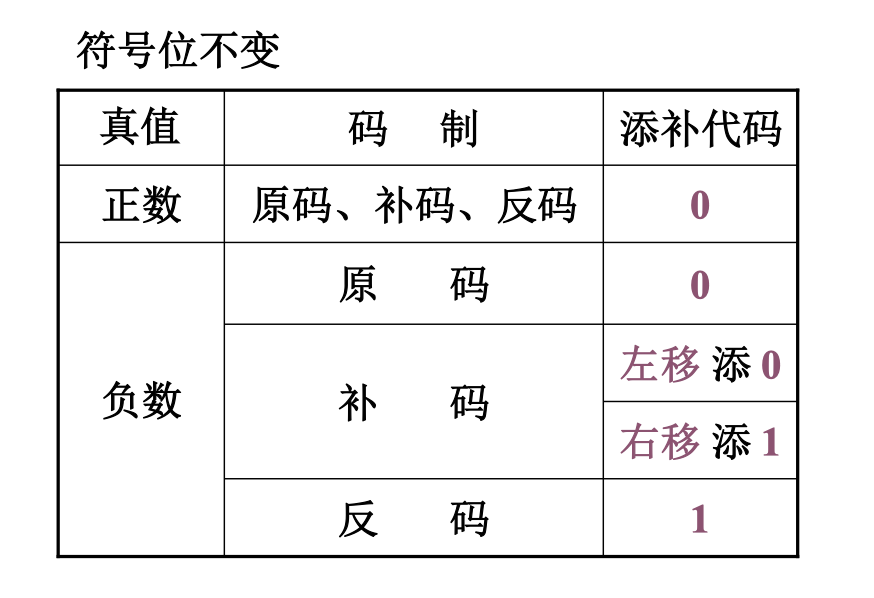 符号位不变
真值 码 制 添补代码
正数 原码、补码、反码 0
原 码 0
左移 添 0
负数 补 码
右移 添 1
反 码 1